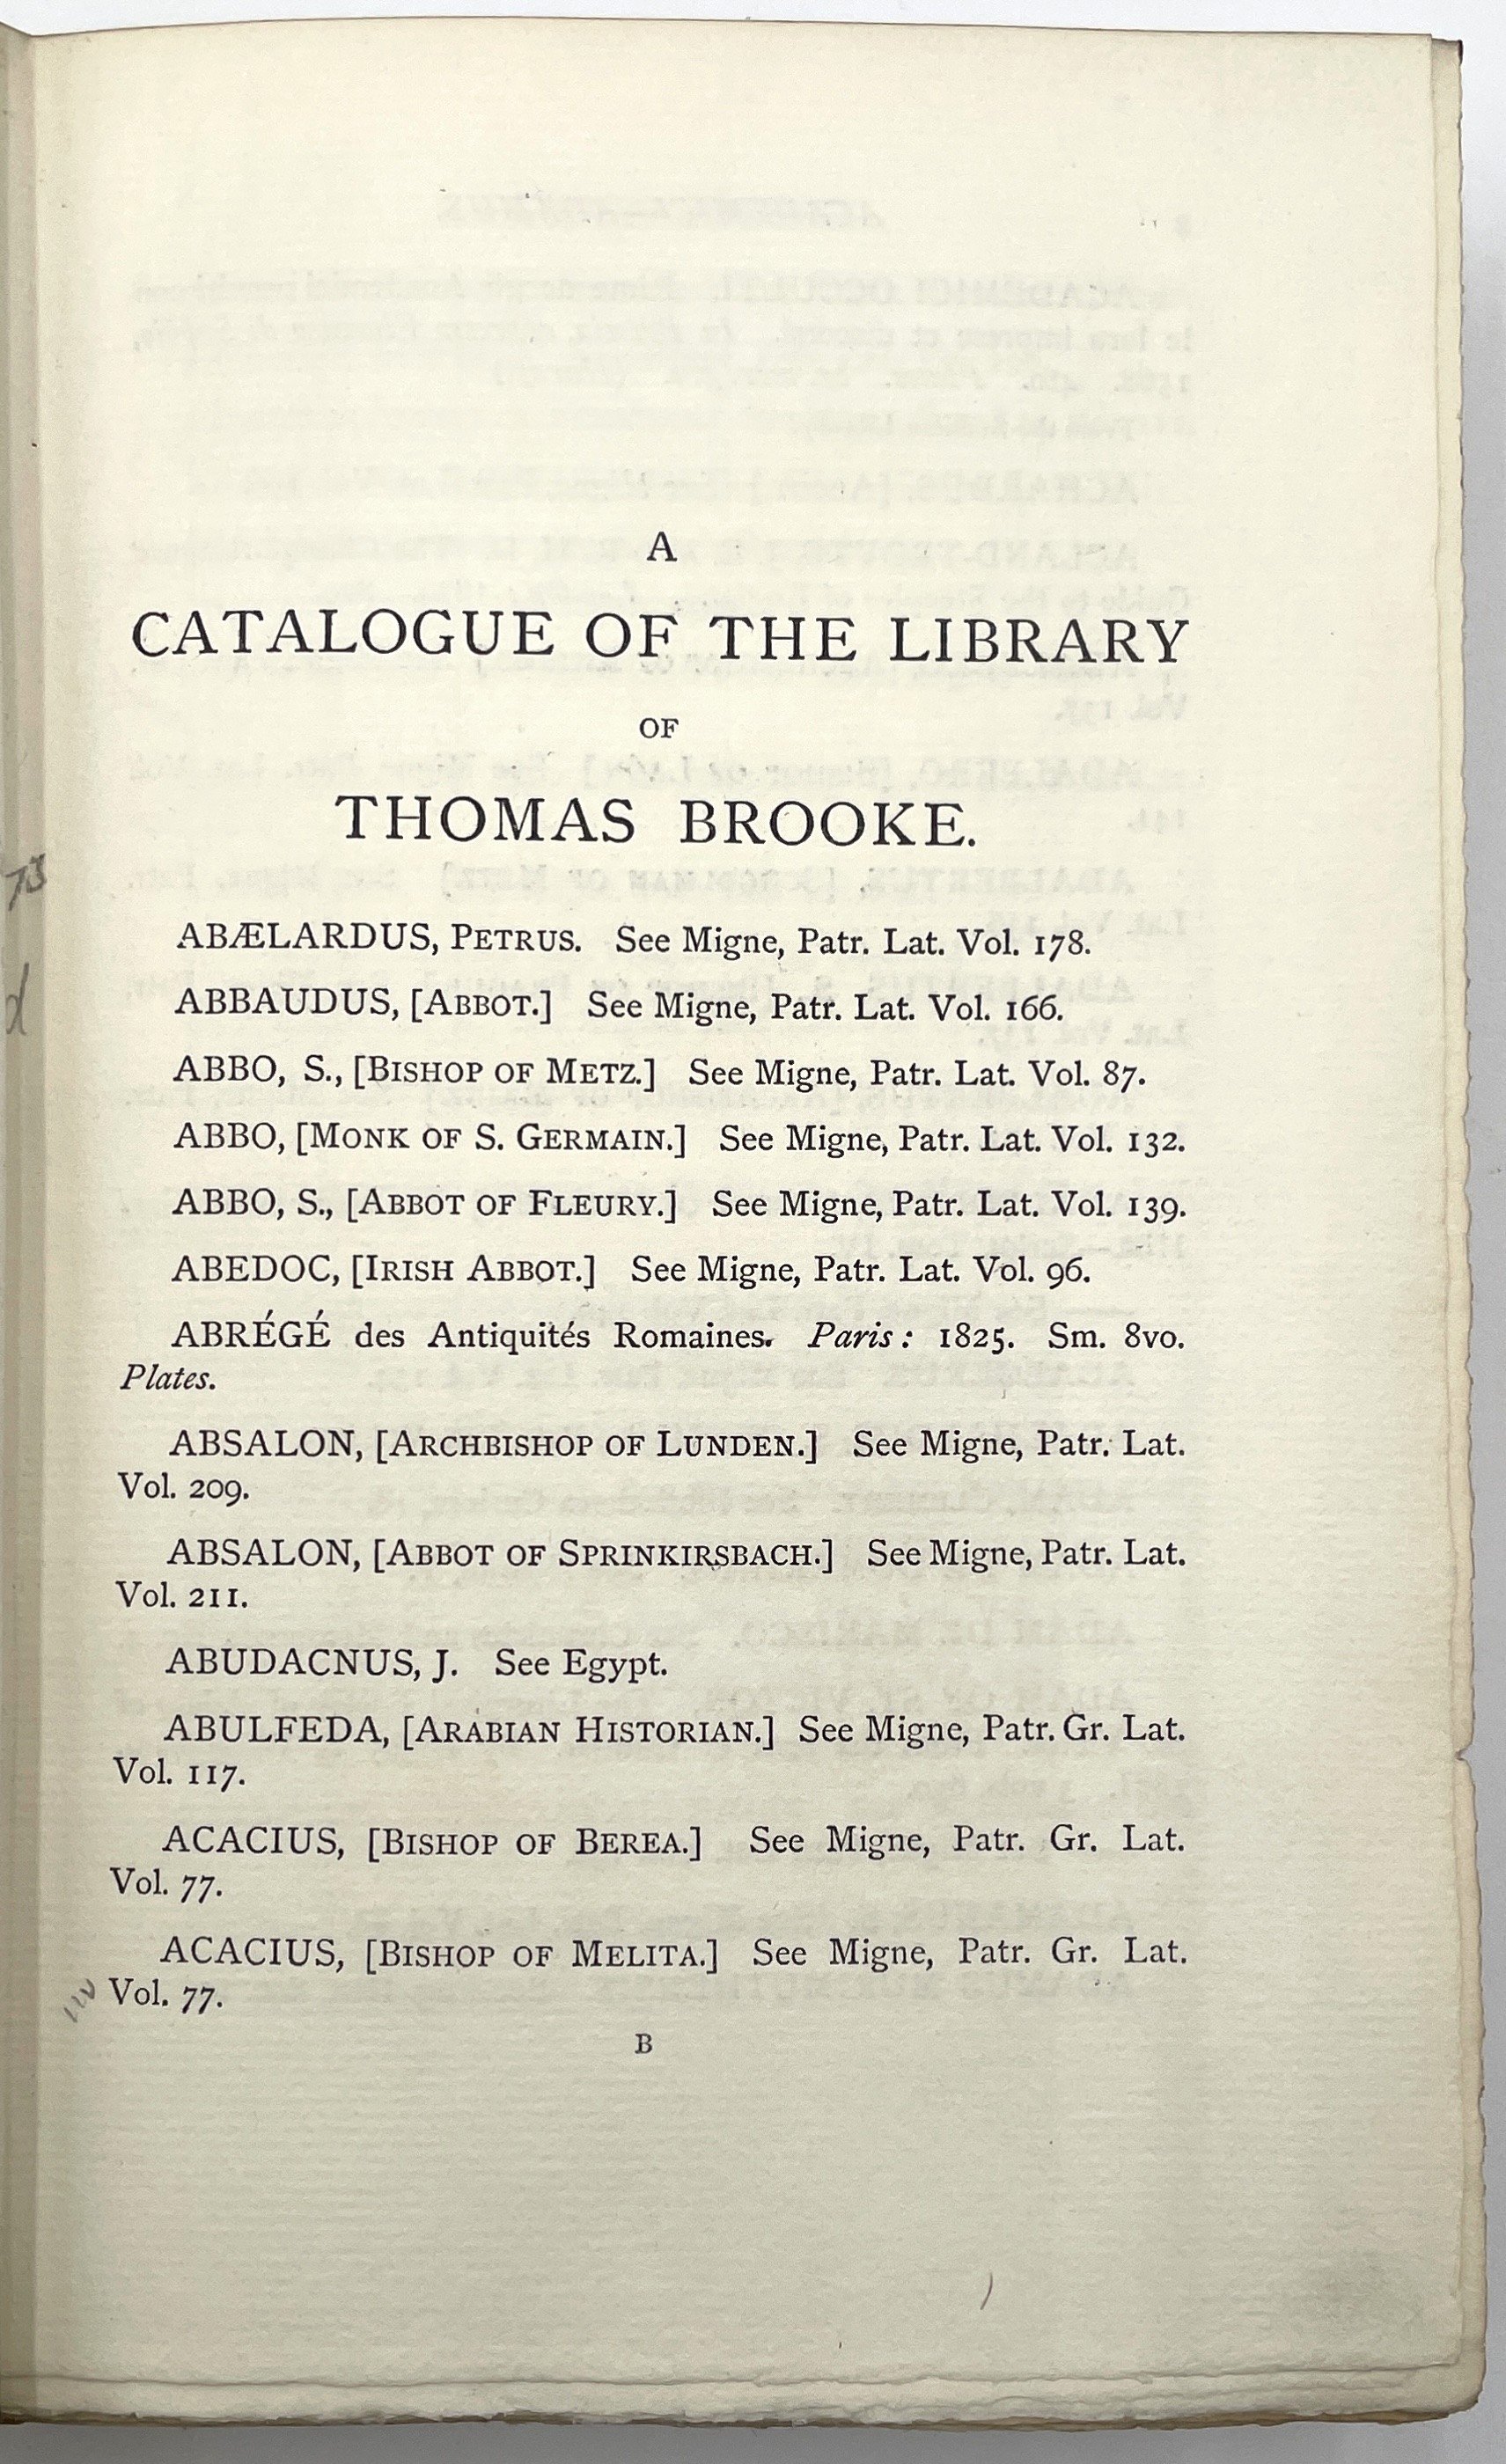 A
CATALOGUE OF THE LIBRARY
OF
THOMAS BROOKE.
ABÆLARDUS, PETRUS. See Migne, Patr. Lat. Vol. 178.
ABBAUDUS, [ABBOT.] See Migne, Patr. Lat. Vol. 166.
ABBO, S., [BISHOP OF METZ.] See Migne, Patr. Lat. Vol. 87.
ABBO, [MONK OF S. GERMAIN.] See Migne, Patr. Lat. Vol. 132.
ABBO, S., [ABBOT OF FLEURY.] See Migne, Patr. Lat. Vol. 139.
ABEDOC, [IRISH ABBOT.] See Migne, Patr. Lat. Vol. 96.
ABRÉGÉ des Antiquités Romaines. Paris: 1825. Sm. 8vo.
Plates.
ABSALON, [ARCHBISHOP OF LUNDEN.] See Migne, Patr. Lat.
Vol. 209.
ABSALON, [ABBOT OF SPRINKIRSBACH.] See Migne, Patr. Lat.
Vol. 211.
ABUDACNUS, J. See Egypt.
ABULFEDA, [ARABIAN HISTORIAN.] See Migne, Patr. Gr. Lat.
Vol. 117.
ACACIUS, [BISHOP OF BEREA.] See Migne, Patr. Gr. Lat.
Vol. 77.
ACACIUS, [BISHOP OF MELITA.] See Migne, Patr. Gr. Lat.
Vol. 77.
B